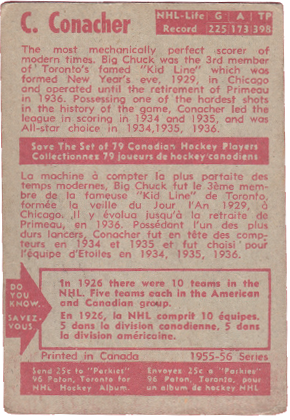 C. Conacher
NHL-Life G A TP
Record 225 173 398
The most mechanically perfect scorer of
modern times, Big Chuck was the 3rd member
of Toronto's famed "Kid Line" which was
formed New Year's eve, 1929, in Chicago
and operated until the retirement of Primeau
in 1936. Possessing one of the hardest shots
in the history of the game, Conacher led the
league in scoring in 1934 and 1935, and was
All-star choice in 1934,1935, 1936.
Save The Set of 79 Canadian Hockey Players
Collectionnes 79 joueurs de hockey canadiens
La machine à compter la plus partaite des
temps modernes, Big Chuck fut le 3ème mem-
bre de la fameuse "Kid Line" de Toronto,
formée la veille du Jour l'An 1929, à
Chicago. Il y évolua jusqu'à la retraite de
Primeau, en 1936. Possédant l'un des plus
durs lancers, Conacher fut en tête des comp-
teurs en 1934 et 1935 et fut choisi pour
l'équipe d'Etoiles en 1934, 1935, 1936.
DO
YOU
KNOW.
SAVEZ-
VOUS.
In 1926 there were 10 teams in the
NHL. Five teams each in the American
and Canadian group.
En 1926, la NHL comprit 10 équipes.
5 dans la division canadienne, 5 dans
la division américaine.
Printed in Canada 1955-56 Series
Send 25c to "Parkies"
96 Paton, Toronto for
NHL Hockey Album.
Envoyez 25c à "Parkies"
96 Paton, Toronto, pour
un album de hockey NHL